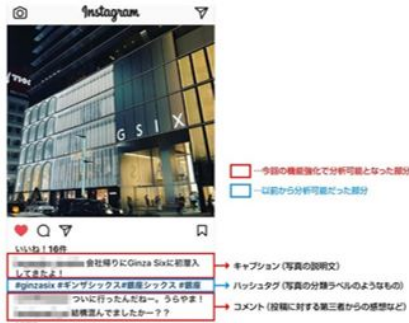 Instagram
GSIX
今回の機能強化で分析可能となった部分
以前から分析可能だった部分
いいね！16件
会社帰りにGinza Sixに初潜入
してきたよ！
キャプション（写真の説明文）
#ginzasix #ギンザシックス#銀座シックス #銀座
ハッシュタグ（写真の分類ラベルのようなもの）
ついに行ったんだねー。うらやま！
結構混んでましたかー？？
コメント（投稿に対する第三者からの感想など）